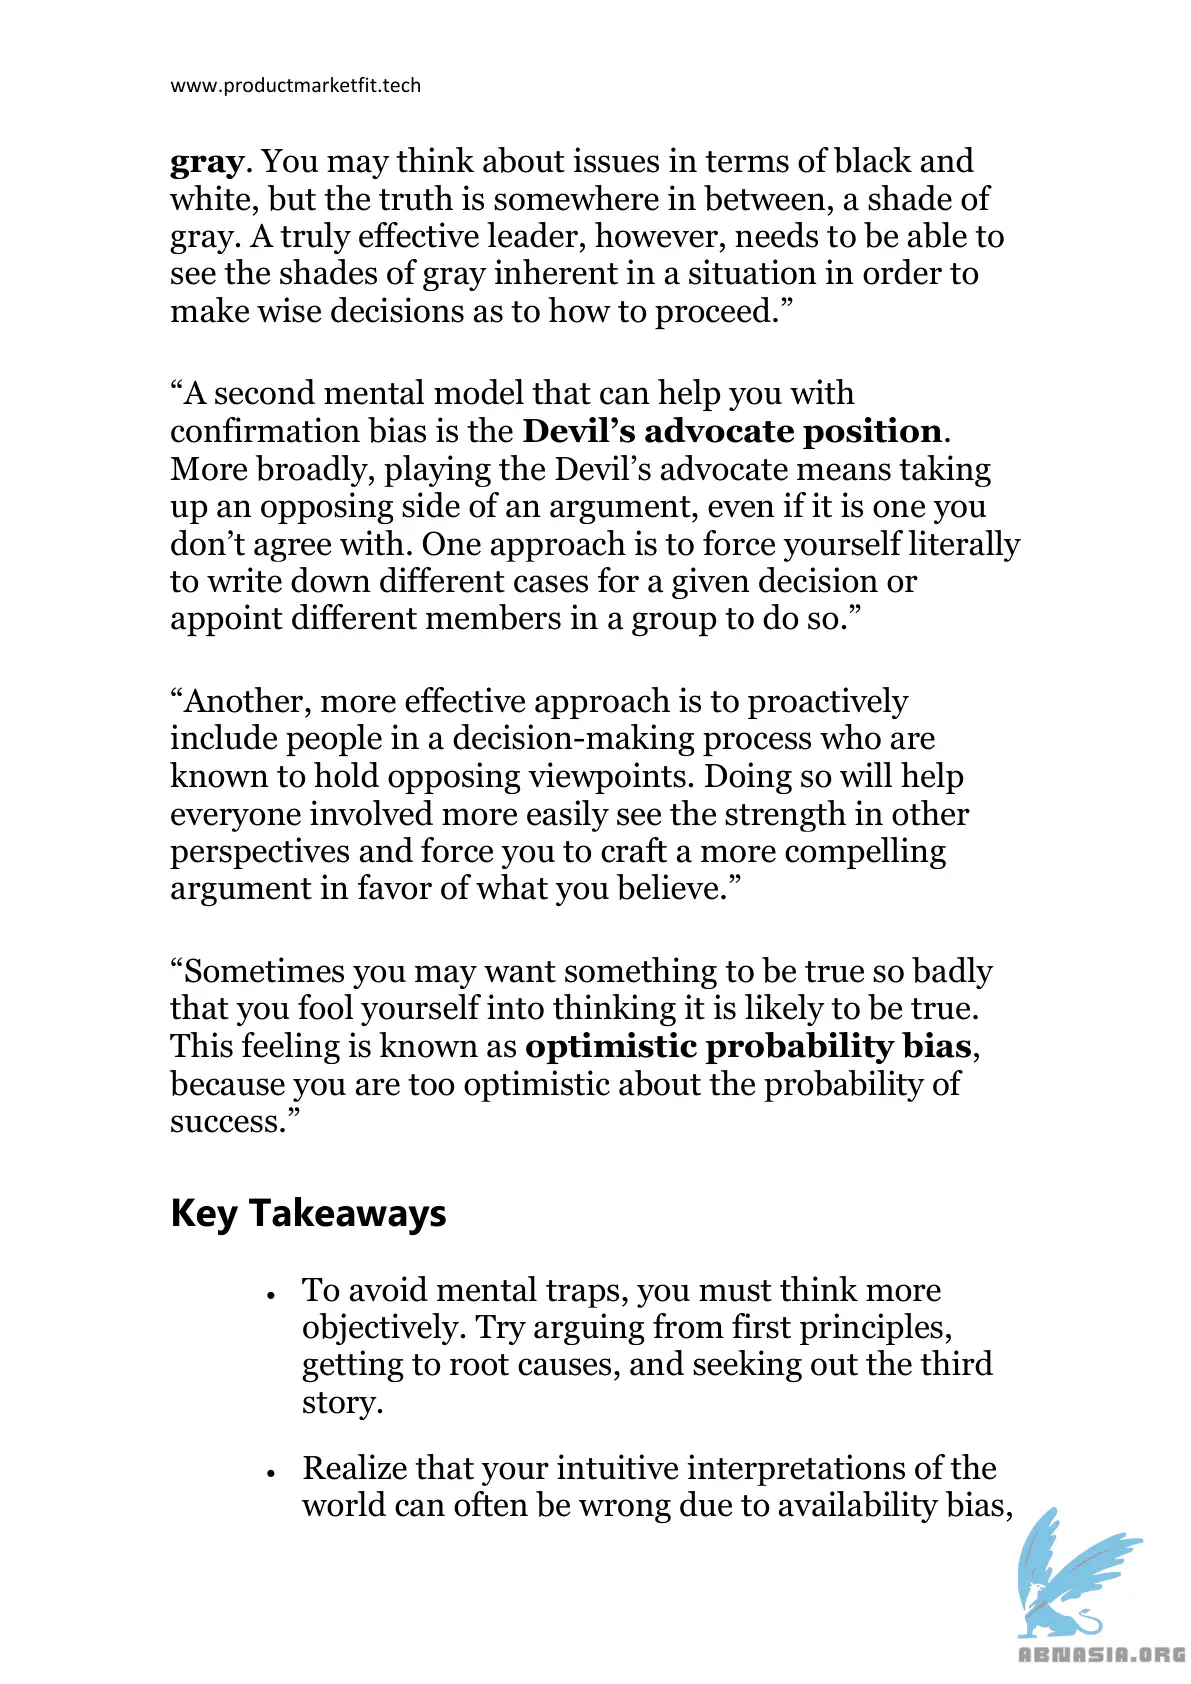 www.productmarketfit.tech
gray. You may think about issues in terms of black and
white, but the truth is somewhere in between, a shade of
gray. A truly effective leader, however, needs to be able to
see the shades of gray inherent in a situation in order to
make wise decisions as to how to proceed.”
“A second mental model that can help you with
confirmation bias is the Devil’s advocate position.
More broadly, playing the Devil’s advocate means taking
up an opposing side of an argument, even if it is one you
don’t agree with. One approach is to force yourself literally
to write down different cases for a given decision or
appoint different members in a group to do so.”
“Another, more effective approach is to proactively
include people in a decision-making process who are
known to hold opposing viewpoints. Doing so will help
everyone involved more easily see the strength in other
perspectives and force you to craft a more compelling
argument in favor of what you believe.”
“Sometimes you may want something to be true so badly
that you fool yourself into thinking it is likely to be true.
This feeling is known as optimistic probability bias,
because you are too optimistic about the probability of
success.”
Key Takeaways
• To avoid mental traps, you must think more
objectively. Try arguing from first principles,
getting to root causes, and seeking out the third
story.
• Realize that your intuitive interpretations of the
world can often be wrong due to availability bias,
ABNASIA.ORG